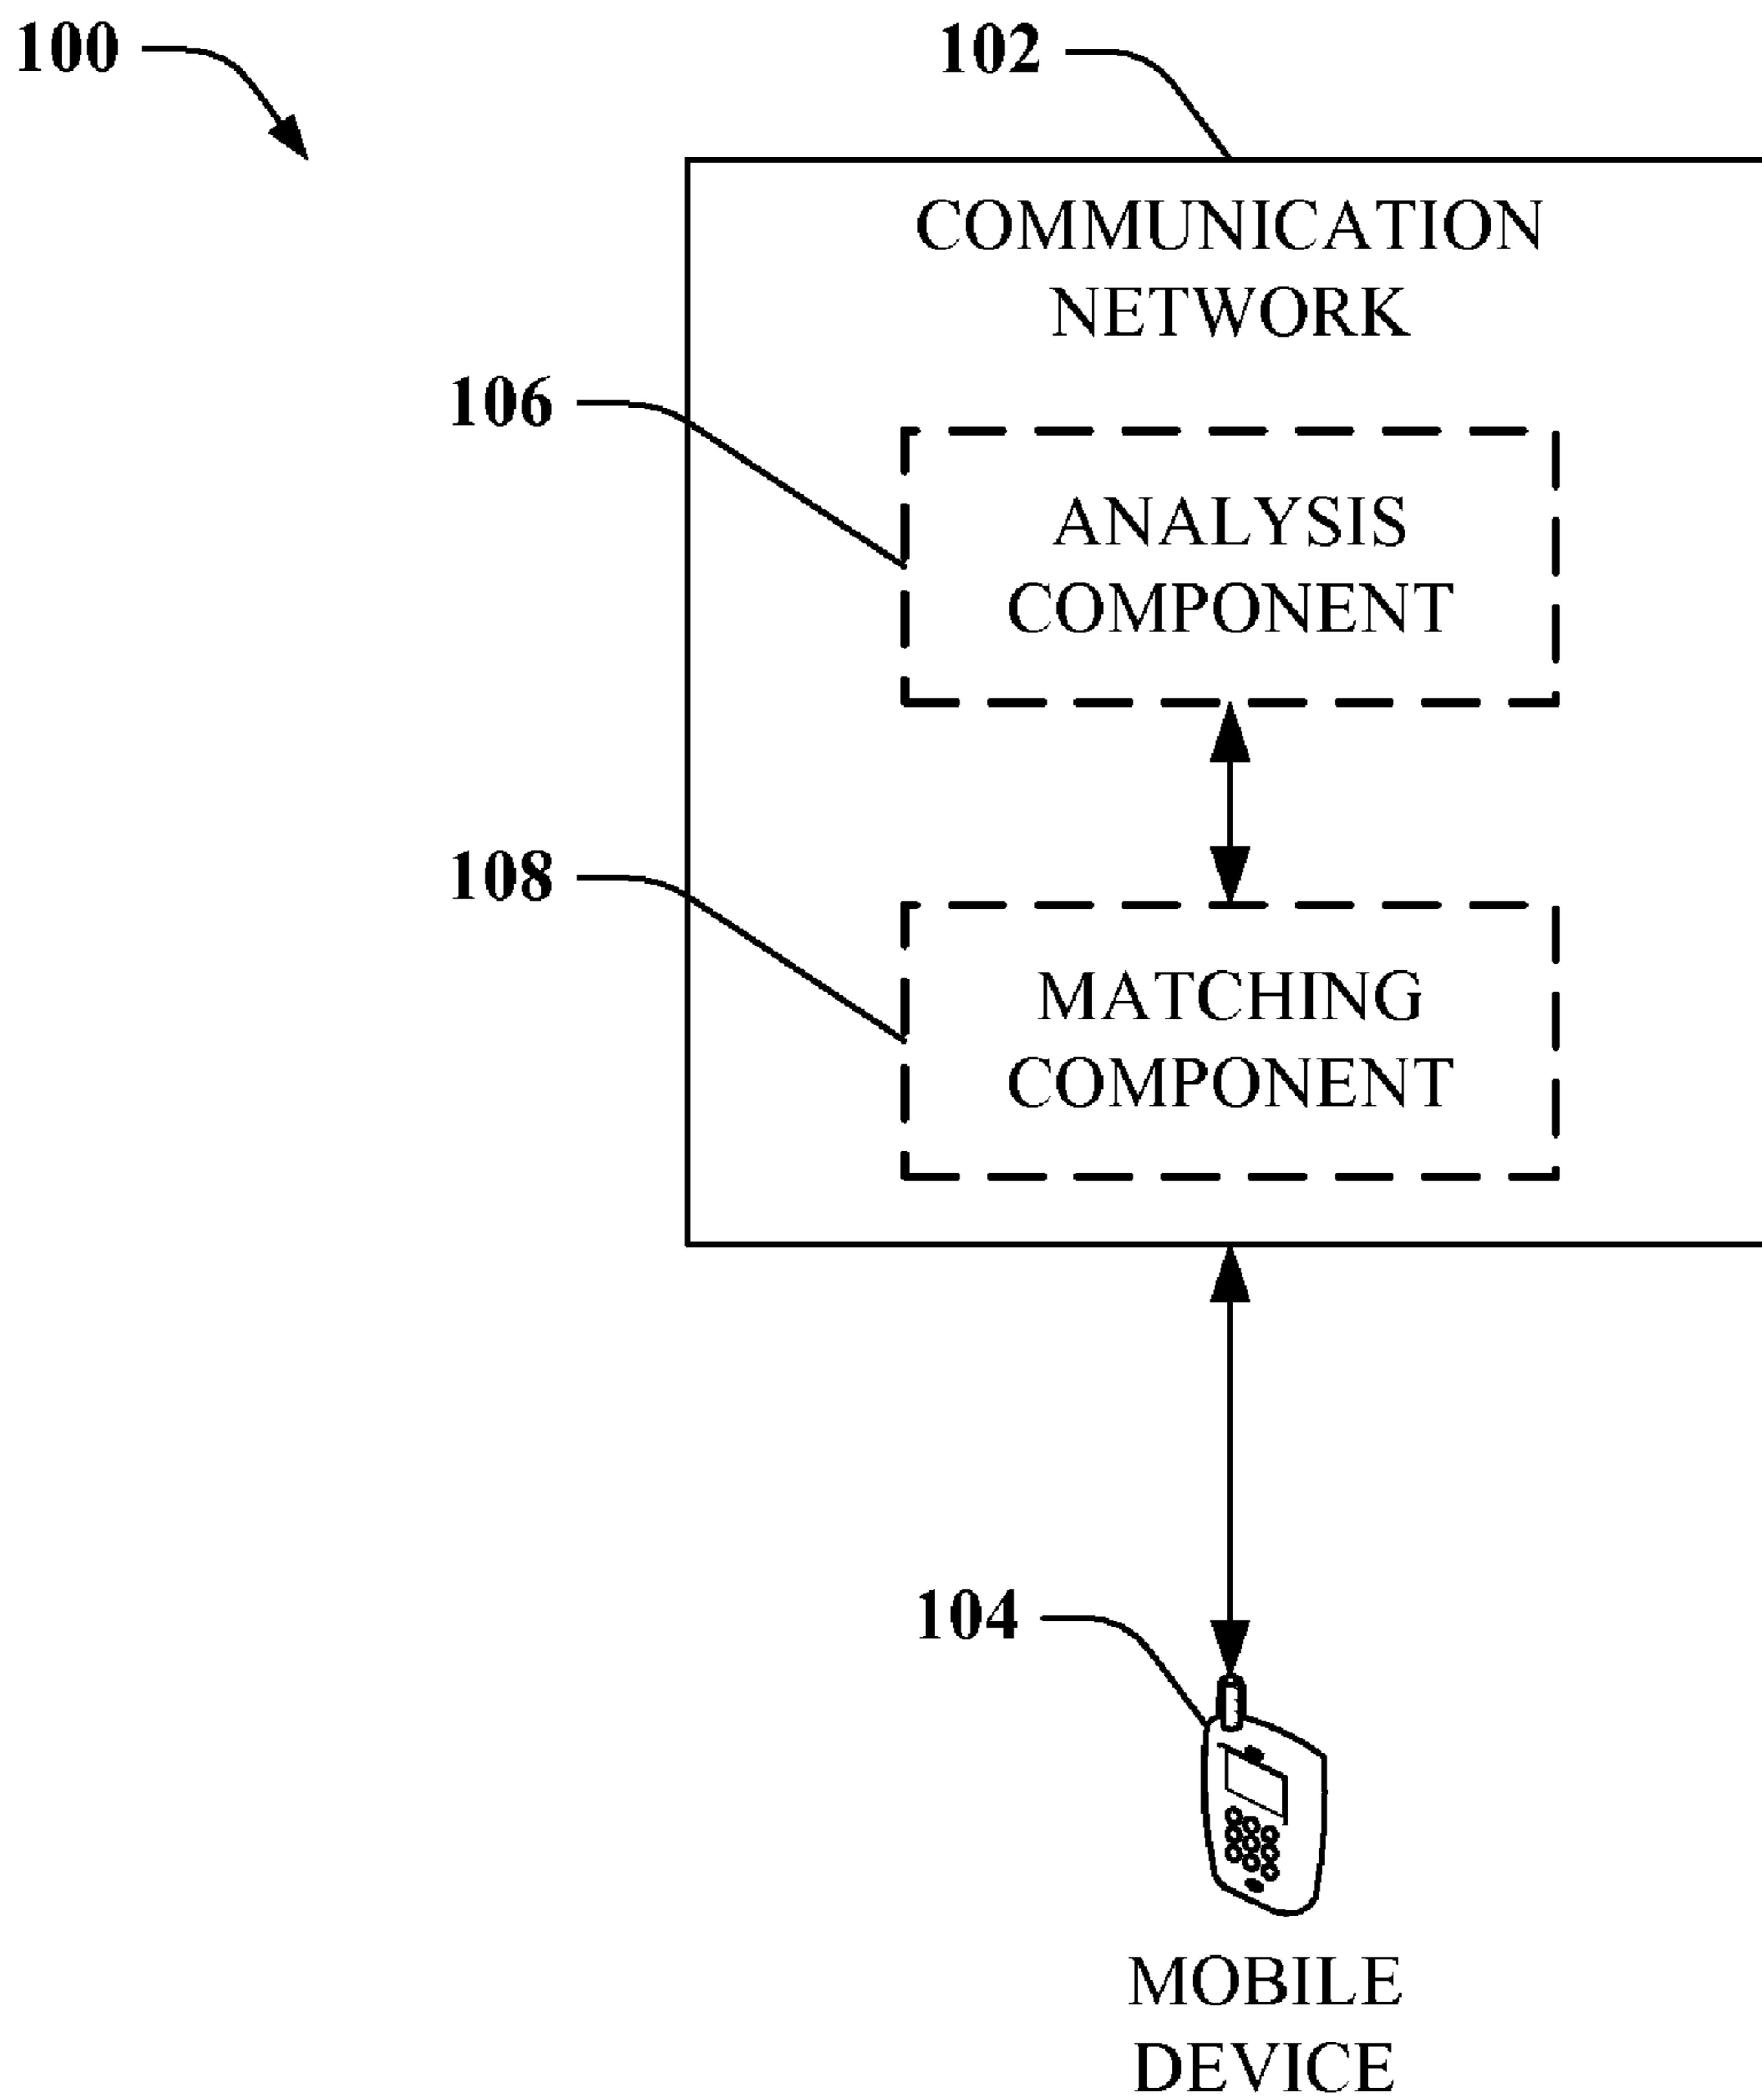 100
102
COMMUNICATION
NETWORK
106
ANALYSIS
COMPONENT
108
MATCHING
COMPONENT
104
MOBILE
DEVICE